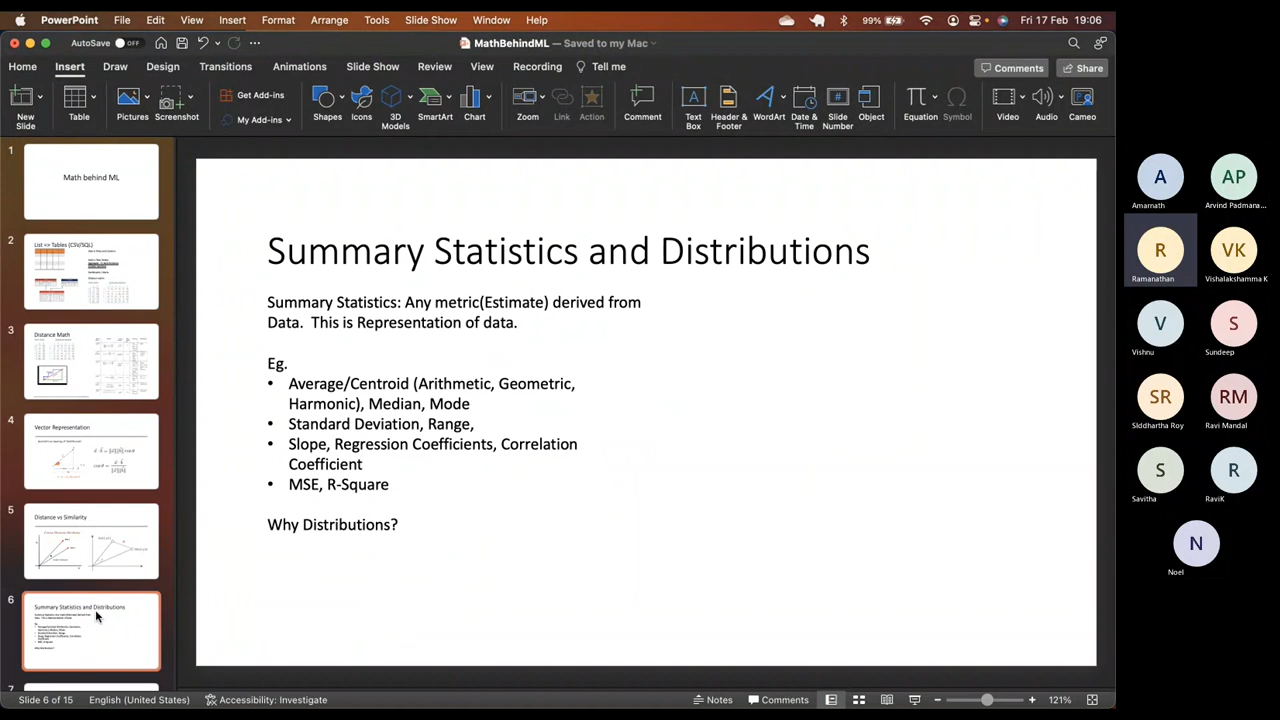 PowerPoint File Edit View Insert Format Arrange Tools Slide Show Window Help 99% Fri 17 Feb 19:06
AutoSave OFF MathBehindML — Saved to my Mac
Home Insert Draw Design Transitions Animations Slide Show Review View Recording Tell me Comments Share
New Slide
Table
Pictures
Screenshot
Get Add-ins
My Add-ins
Shapes
Icons
3D Models
SmartArt
Chart
Zoom
Link
Action
Comment
Text Box
Header & Footer
WordArt
Date & Time
Slide Number
Object
Equation
Symbol
Video
Audio
Cameo
1
Math behind ML
2
List => Tables (CSV/SQL)
3
Distance Math
4
Vector Representation
5
Distance vs Similarity
6
Summary Statistics and Distributions
7
Summary Statistics and Distributions
Summary Statistics: Any metric(Estimate) derived from
Data. This is Representation of data.
Eg.
• Average/Centroid (Arithmetic, Geometric,
Harmonic), Median, Mode
• Standard Deviation, Range,
• Slope, Regression Coefficients, Correlation
Coefficient
• MSE, R-Square
Why Distributions?
A
Amarnath
AP
Arvind Padmana...
R
Ramanathan
VK
Vishalakshamma K
V
Vishnu
S
Sundeep
SR
SIddhartha Roy
RM
Ravi Mandal
S
Savitha
R
RaviK
N
Noel
Slide 6 of 15 English (United States) Accessibility: Investigate Notes Comments 121%